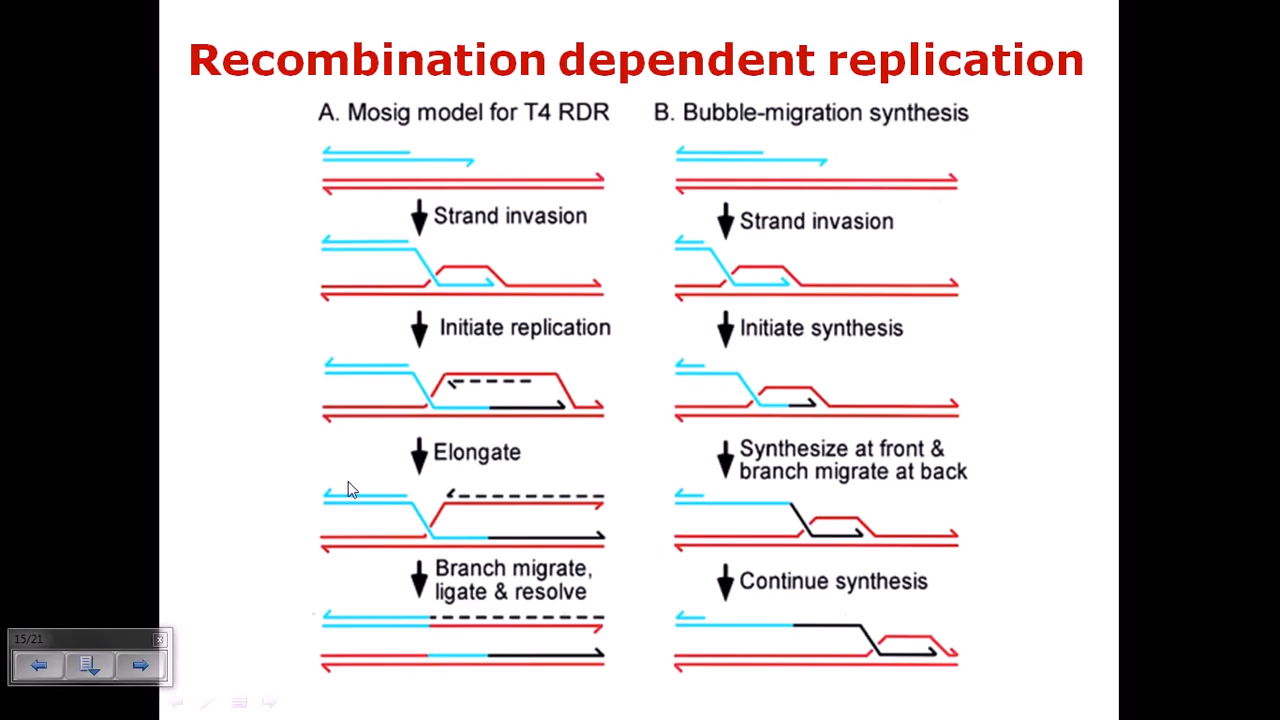 Recombination dependent replication
A. Mosig model for T4 RDR
Strand invasion
Initiate replication
Elongate
Branch migrate,
ligate & resolve
B. Bubble-migration synthesis
Strand invasion
Initiate synthesis
Synthesize at front &
branch migrate at back
Continue synthesis
15/21